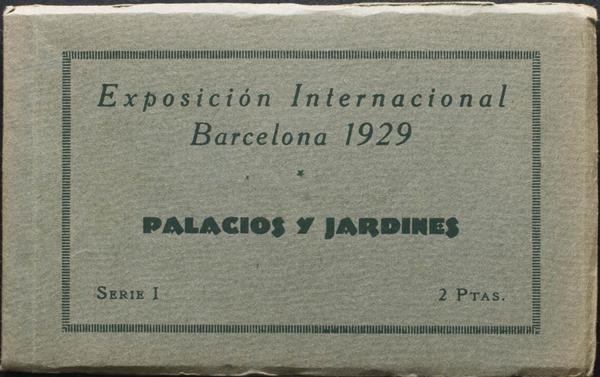 Exposición Internacional
Barcelona 1929
PALACIOS Y JARDINES
SERIE I
2 PTAS.